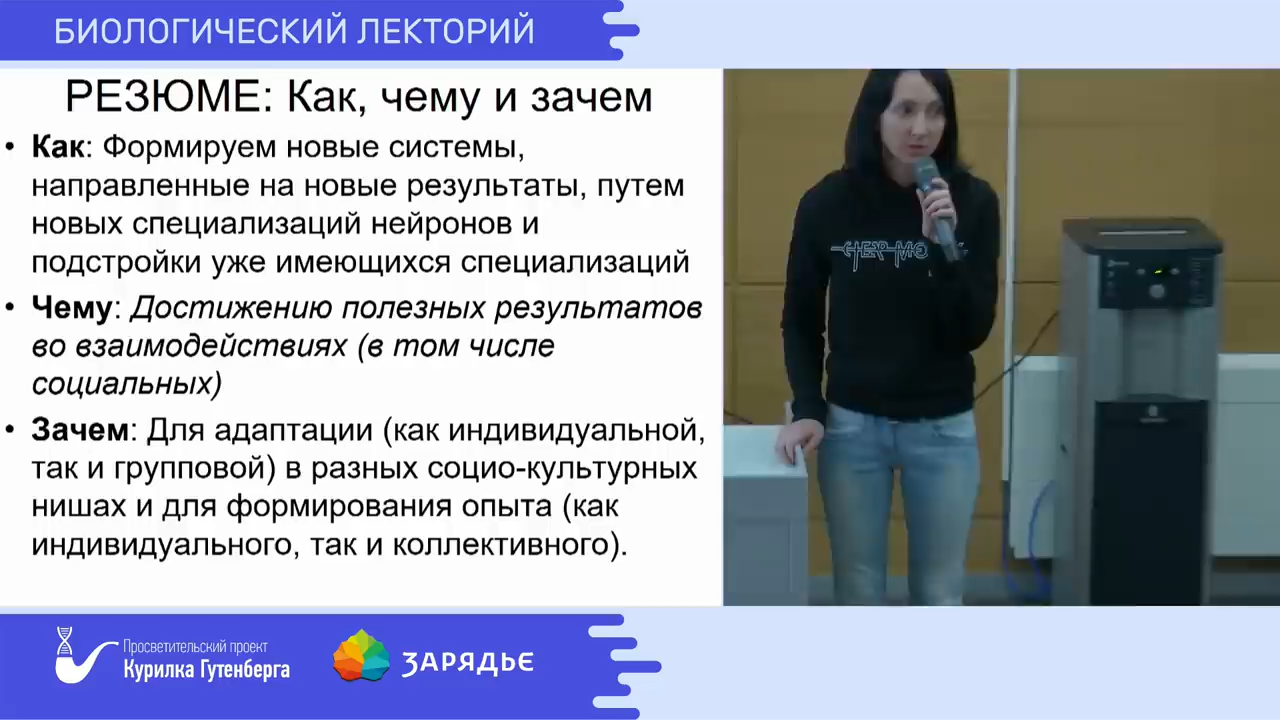 БИОЛОГИЧЕСКИЙ ЛЕКТОРИЙ
РЕЗЮМЕ: Как, чему и зачем
• Как: Формируем новые системы,
направленные на новые результаты, путем
новых специализаций нейронов и
подстройки уже имеющихся специализаций
• Чему: Достижению полезных результатов
во взаимодействиях (в том числе
социальных)
• Зачем: Для адаптации (как индивидуальной,
так и групповой) в разных социо-культурных
нишах и для формирования опыта (как
индивидуального, так и коллективного).
Просветительский проект
Курилка Гутенберга
ЗАРЯДЬЕ